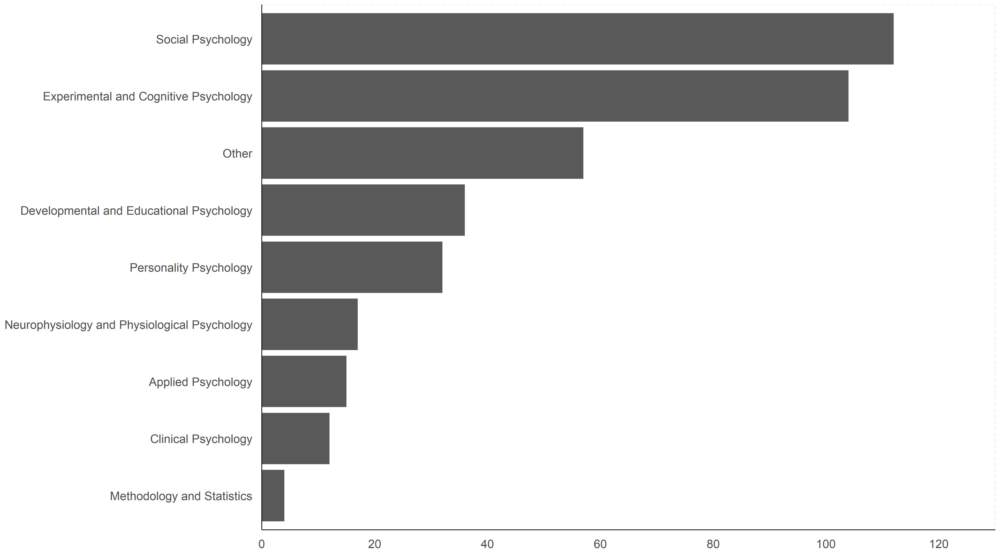 Social Psychology
Experimental and Cognitive Psychology
Other
Developmental and Educational Psychology
Personality Psychology
Neurophysiology and Physiological Psychology
Applied Psychology
Clinical Psychology
Methodology and Statistics
0 20 40 60 80 100 120